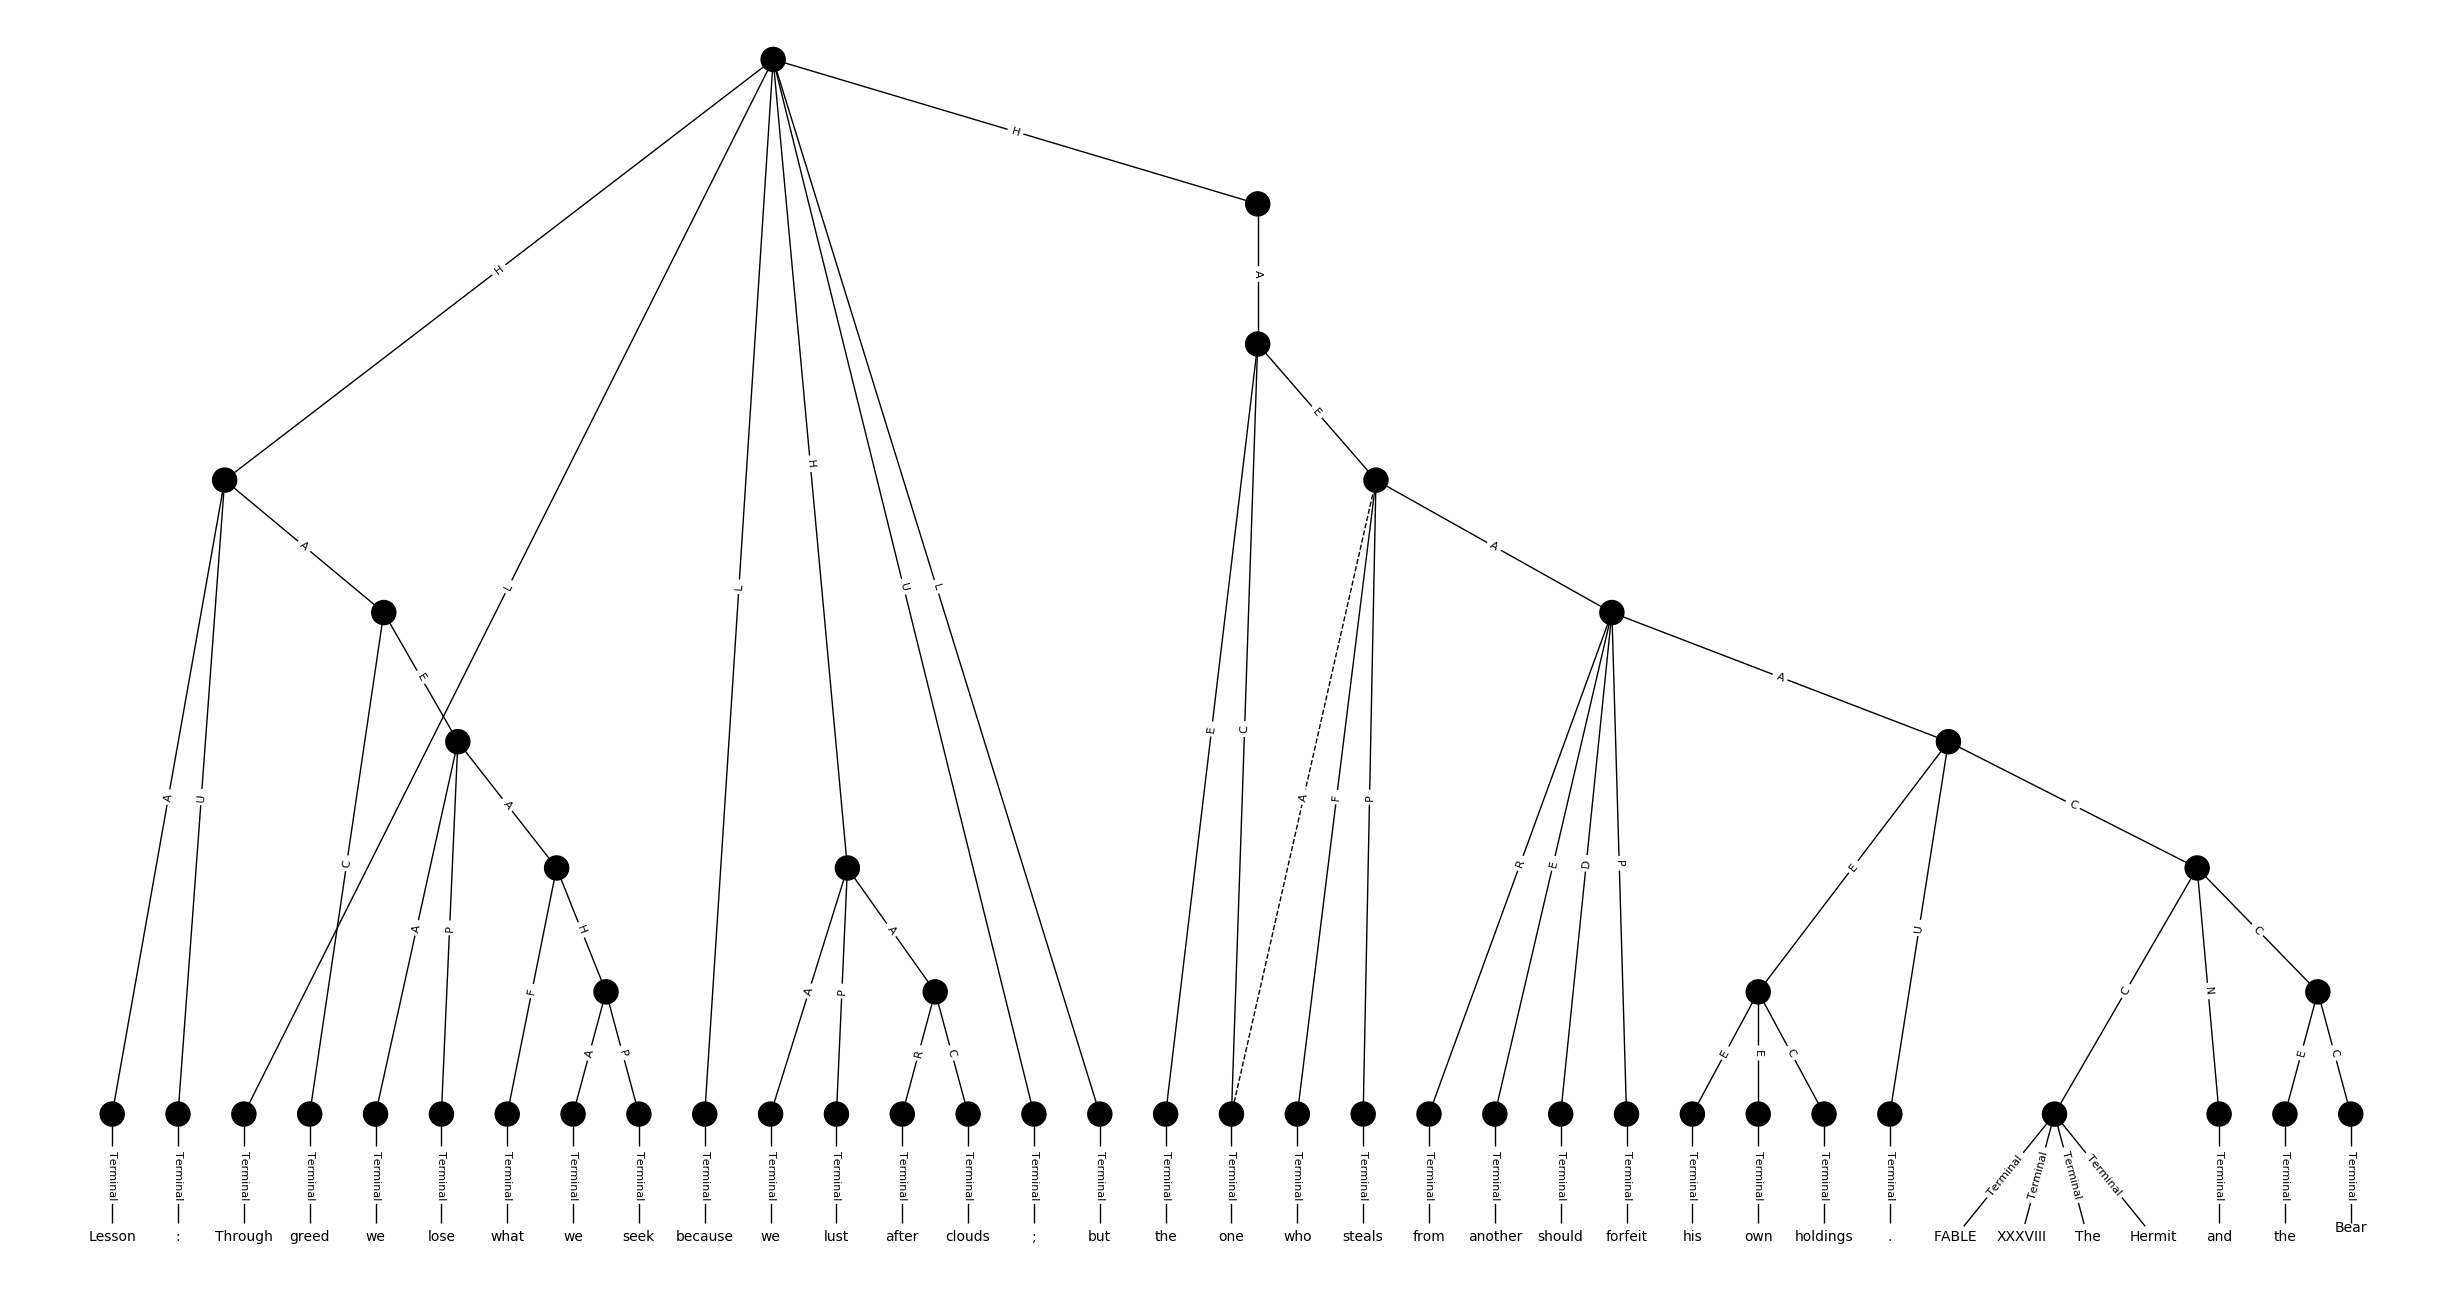 H
H
A
E
A
A
L
L
H
U
L
E
A
A
U
E
C
A
F
P
A
C
C
R
E
D
P
E
A
P
H
A
U
C
F
A
P
A
P
R
C
C
N
E
E
C
E
C
Terminal Terminal Terminal Terminal Terminal Terminal Terminal Terminal Terminal Terminal Terminal Terminal Terminal Terminal Terminal Terminal Terminal Terminal Terminal Terminal Terminal Terminal Terminal Terminal Terminal Terminal Terminal Terminal Terminal Terminal Terminal Terminal Terminal Terminal Terminal
Lesson : Through greed we lose what we seek because we lust after clouds ; but the one who steals from another should forfeit his own holdings . FABLE XXXVIII The Hermit and the Bear